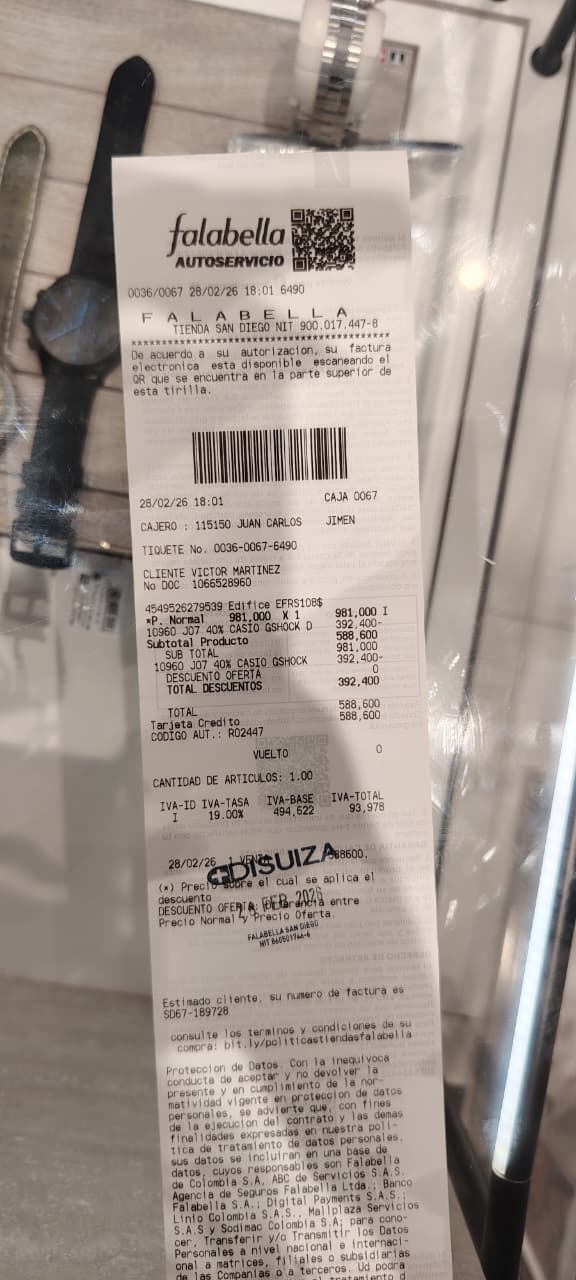 falabella
AUTOSERVICIO
0036/0067 28/02/26 18:01 6490
F A L A B E L L A
TIENDA SAN DIEGO NIT 900.017.447-8
****************************************
De acuerdo a su autorizacion, su factura
electronica esta disponible escaneando el
QR que se encuentra en la parte superior de
esta tirilla.
28/02/26 18:01 CAJA 0067
CAJERO : 115150 JUAN CARLOS JIMEN
TIQUETE No. 0036-0067-6490
CLIENTE VICTOR MARTINEZ
No DOC 1066528960
4549526279539 Edifice EFRS108$
*P. Normal 981,000 X 1 981,000 I
10960 J07 40% CASIO GSHOCK D 392,400-
Subtotal Producto 588,600
SUB TOTAL 981,000
10960 J07 40% CASIO GSHOCK 392,400-
DESCUENTO OFERTA 0
TOTAL DESCUENTOS 392,400
TOTAL 588,600
Tarjeta Credito 588,600
CODIGO AUT.: R02447
VUELTO 0
CANTIDAD DE ARTICULOS: 1.00
IVA-ID IVA-TASA IVA-BASE IVA-TOTAL
I 19.00% 494,622 93,978
28/02/26 588600.
DISUIZA
(*) Precio sobre el cual se aplica el
descuento
DESCUENTO OFERTA: Diferencia entre
FEB 2026
Precio Normal y Precio Oferta.
FALABELLA SAN DIEGO
NIT 860501744-6
Estimado cliente, su numero de factura es
SD67-189728
consulte los terminos y condiciones de su
compra: bit.ly/politicastiendasfalabella
Proteccion de Datos. Con la inequivoca
conducta de aceptar y no devolver la
presente y en cumplimiento de la nor-
matividad vigente en proteccion de datos
personales, se advierte que, con fines
de la ejecucion del contrato y las demas
finalidades expresadas en nuestra poli-
tica de tratamiento de datos personales,
sus datos se incluiran en una base de
datos, cuyos responsables son Falabella
de Colombia S.A, ABC de Servicios S.A.S,
Agencia de Seguros Falabella Ltda.; Banco
Falabella S.A.; Digital Payments S.A.S.;
Linio Colombia S.A.S., Mallplaza Servicios
S.A.S y Sodimac Colombia S.A; para cono-
cer, Transferir y/o Transmitir los Datos
Personales a nivel nacional e internaci-
onal a matrices, filiales o subsidiarias
de las Companias o a terceros. Ud podra
tratamiento